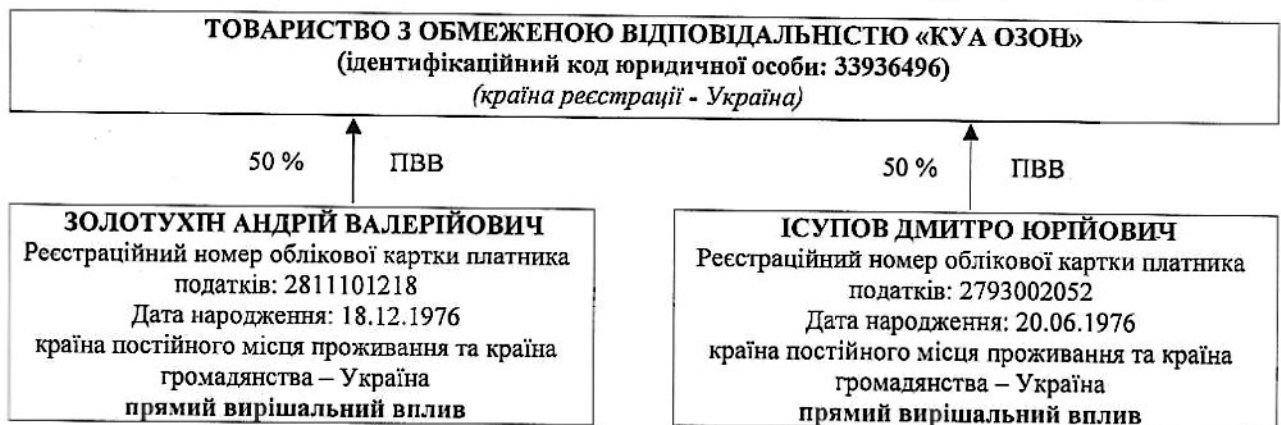 ТОВАРИСТВО З ОБМЕЖЕНОЮ ВІДПОВІДАЛЬНІСТЮ «КУА ОЗОН»
(ідентифікаційний код юридичної особи: 33936496)
(країна реєстрації - Україна)
50 % ПВВ
50 % ПВВ
ЗОЛОТУХІН АНДРІЙ ВАЛЕРІЙОВИЧ
Реєстраційний номер облікової картки платника
податків: 2811101218
Дата народження: 18.12.1976
країна постійного місця проживання та країна
громадянства – Україна
прямий вирішальний вплив
ІСУПОВ ДМИТРО ЮРІЙОВИЧ
Реєстраційний номер облікової картки платника
податків: 2793002052
Дата народження: 20.06.1976
країна постійного місця проживання та країна
громадянства – Україна
прямий вирішальний вплив